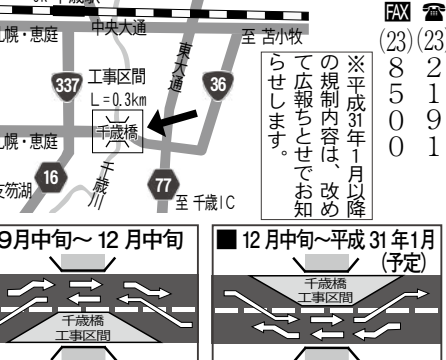 FAX ☎
(23)(23)
8 2
5 1
0 9
0 1
※平成31年1月以降
の規制内容は、改め
て広報ちとせでお知
らせします。
中央大通
札幌・恵庭
至 苫小牧
東大通
337
工事区間
L=0.3km
36
千歳橋
札幌・恵庭
千歳川
16
支笏湖
77
至 千歳IC
9月中旬～12月中旬
千歳橋
工事区間
■ 12月中旬～平成31年1月
(予定)
千歳橋
工事区間